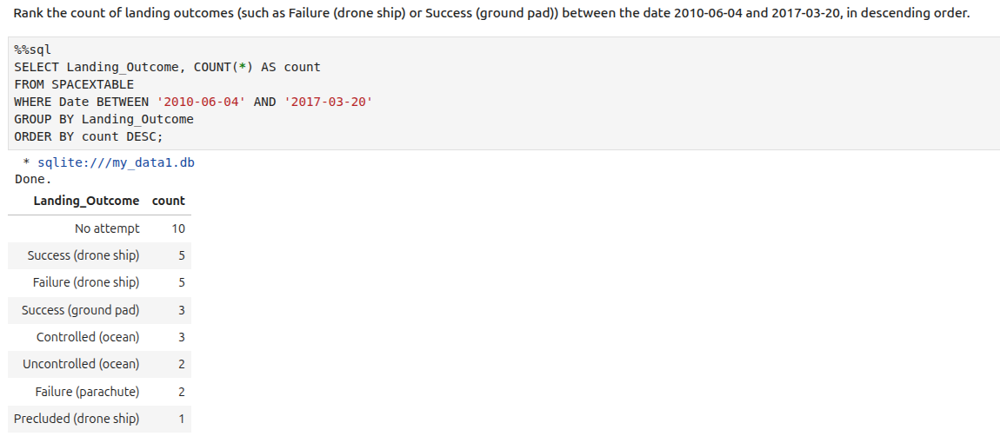 Rank the count of landing outcomes (such as Failure (drone ship) or Success (ground pad)) between the date 2010-06-04 and 2017-03-20, in descending order.
%%sql
SELECT Landing_Outcome, COUNT(*) AS count
FROM SPACEXTABLE
WHERE Date BETWEEN '2010-06-04' AND '2017-03-20'
GROUP BY Landing_Outcome
ORDER BY count DESC;
* sqlite:///my_data1.db
Done.
Landing_Outcome count
No attempt 10
Success (drone ship) 5
Failure (drone ship) 5
Success (ground pad) 3
Controlled (ocean) 3
Uncontrolled (ocean) 2
Failure (parachute) 2
Precluded (drone ship) 1